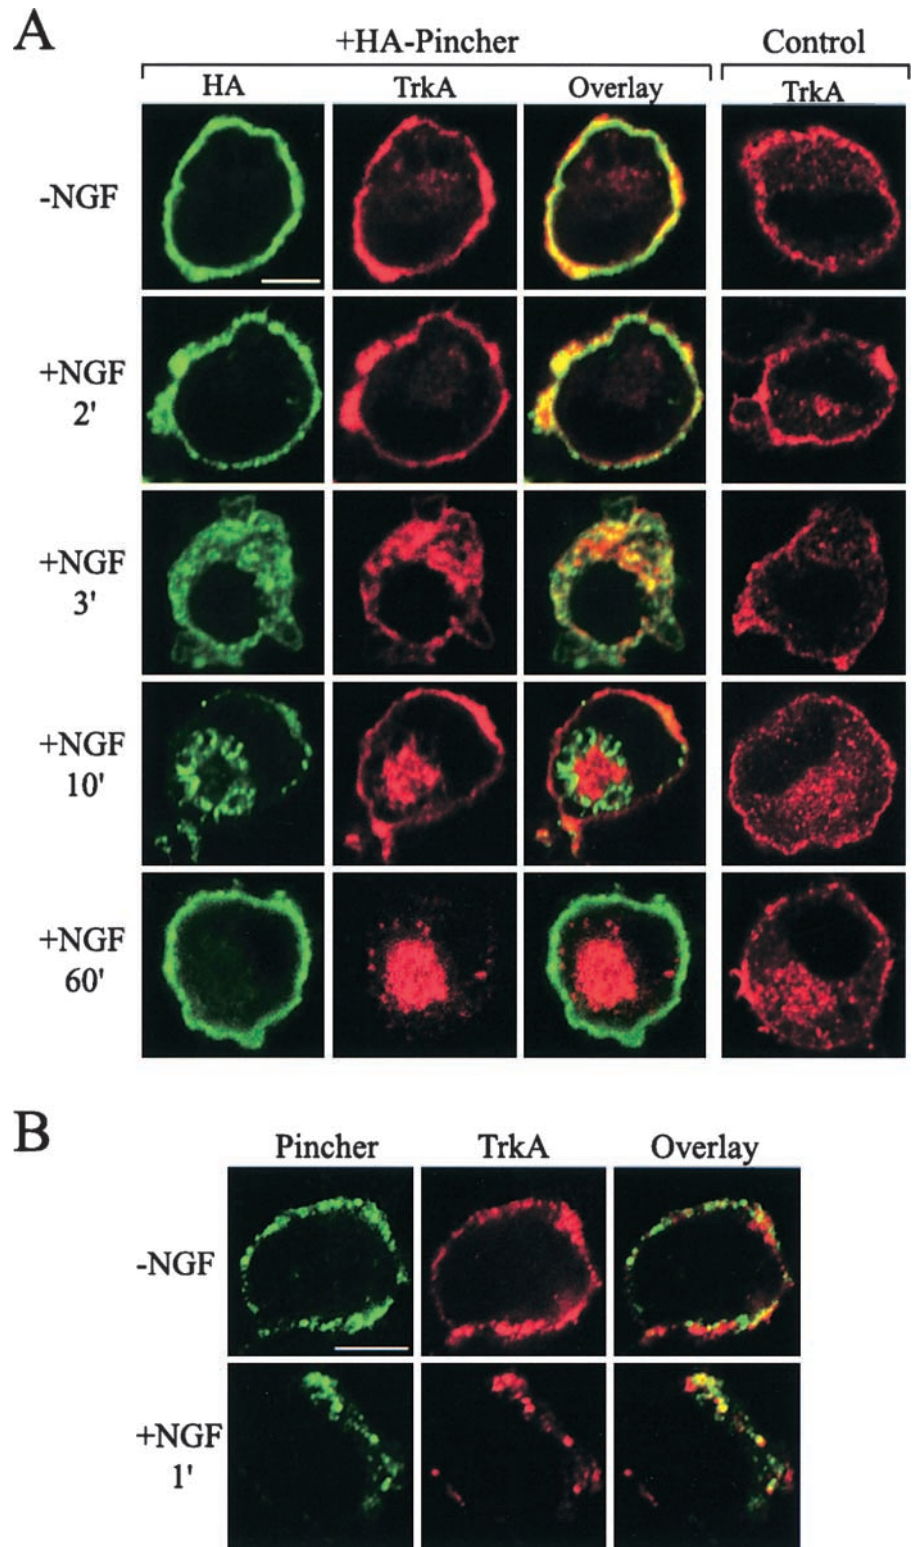 A
+HA-Pincher Control
HA TrkA Overlay TrkA
-NGF
+NGF
2'
+NGF
3'
+NGF
10'
+NGF
60'
B
Pincher TrkA Overlay
-NGF
+NGF
1'